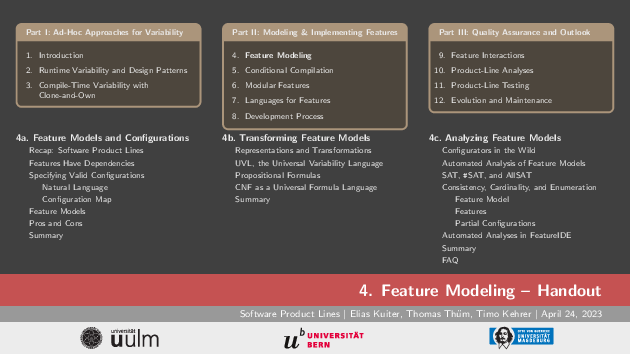 Part I: Ad-Hoc Approaches for Variability
1. Introduction
2. Runtime Variability and Design Patterns
3. Compile-Time Variability with
Clone-and-Own
Part II: Modeling & Implementing Features
4. Feature Modeling
5. Conditional Compilation
6. Modular Features
7. Languages for Features
8. Development Process
Part III: Quality Assurance and Outlook
9. Feature Interactions
10. Product-Line Analyses
11. Product-Line Testing
12. Evolution and Maintenance
4a. Feature Models and Configurations
Recap: Software Product Lines
Features Have Dependencies
Specifying Valid Configurations
Natural Language
Configuration Map
Feature Models
Pros and Cons
Summary
4b. Transforming Feature Models
Representations and Transformations
UVL, the Universal Variability Language
Propositional Formulas
CNF as a Universal Formula Language
Summary
4c. Analyzing Feature Models
Configurators in the Wild
Automated Analysis of Feature Models
SAT, #SAT, and AllSAT
Consistency, Cardinality, and Enumeration
Feature Model
Features
Partial Configurations
Automated Analyses in FeatureIDE
Summary
FAQ
4. Feature Modeling – Handout
Software Product Lines | Elias Kuiter, Thomas Thüm, Timo Kehrer | April 24, 2023
universität
uulm
u b
UNIVERSITÄT
BERN
OTTO VON GUERICKE
UNIVERSITÄT
MAGDEBURG